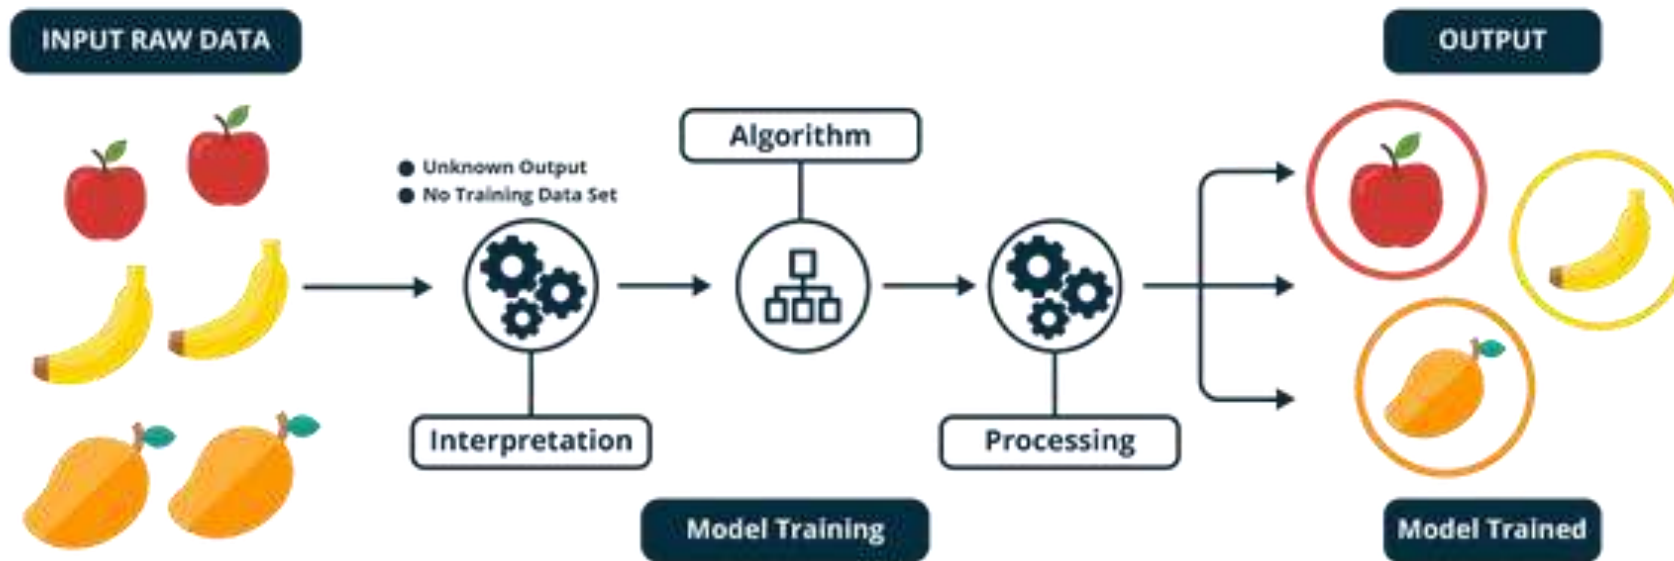 INPUT RAW DATA
OUTPUT
Algorithm
● Unknown Output
● No Training Data Set
Interpretation
Processing
Model Training
Model Trained